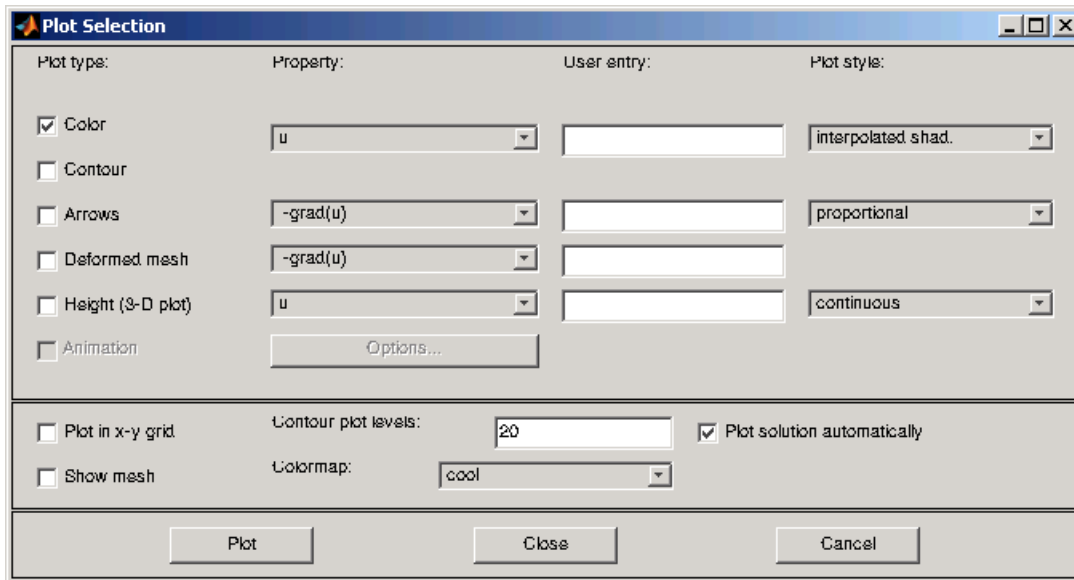 Plot Selection
Plot type: Property: User entry: Plot style:
Color u interpolated shad.
Contour
Arrows -grad(u) proportional
Deformed mesh -grad(u)
Height (3-D plot) u continuous
Animation Options...
Plot in x-y grid Contour plot levels: 20 Plot solution automatically
Show mesh Colormap: cool
Plot Close Cancel